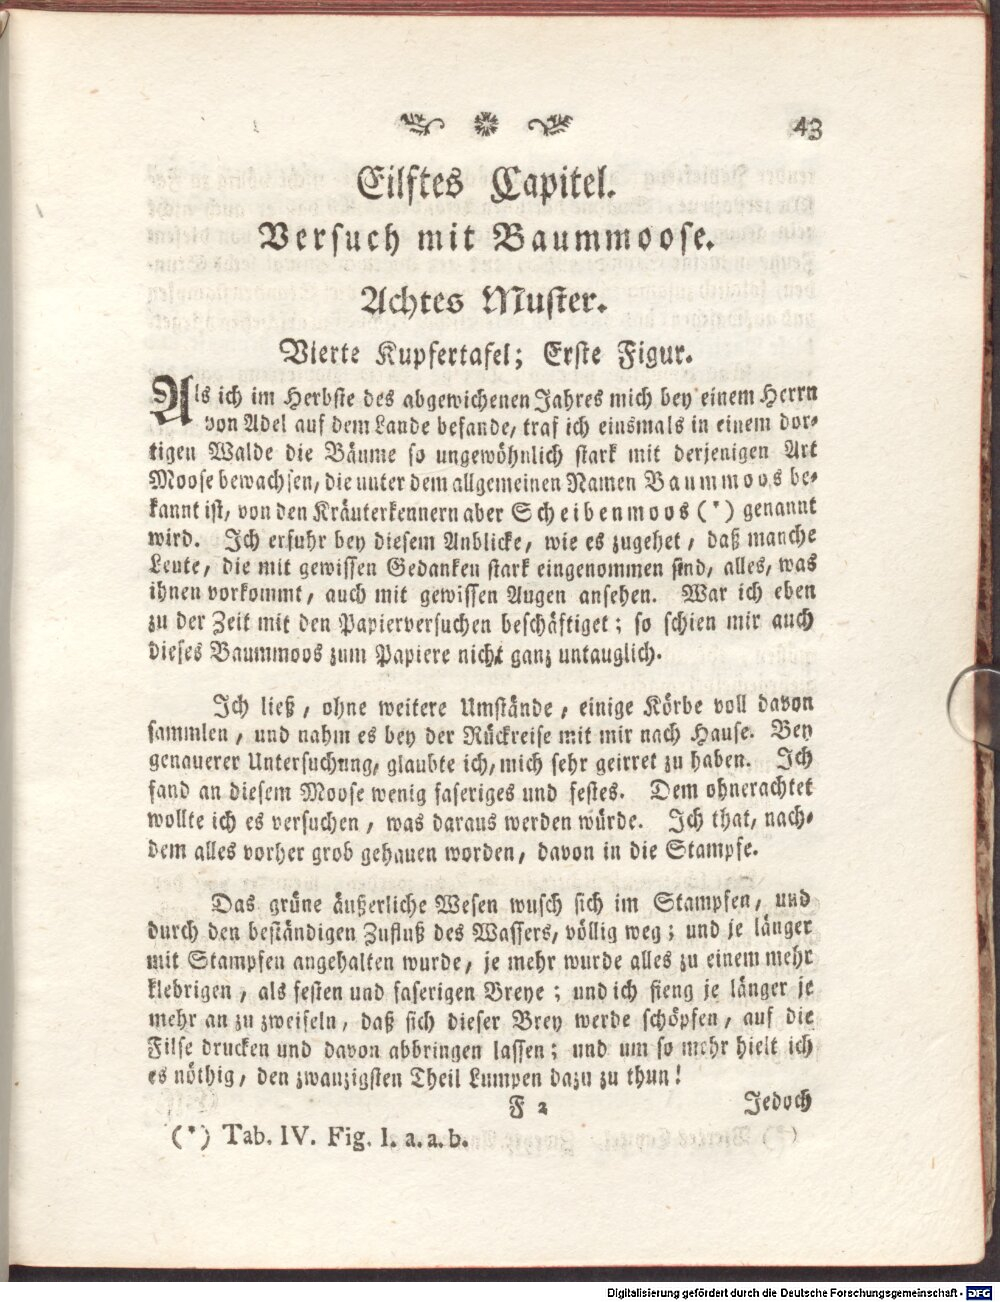 43
Eilftes Capitel.
Versuch mit Baummoose.
Achtes Muster.
Vierte Kupfertafel; Erste Figur.
Als ich im Herbste des abgewichenen Jahres mich bey einem Herrn
von Adel auf dem Lande befande, traf ich einsmals in einem dor-
tigen Walde die Bäume so ungewöhnlich stark mit derjenigen Art
Moose bewachsen, die unter dem allgemeinen Namen Baummoos be-
kannt ist, von den Kräuterkennern aber Scheibenmoos (*) genannt
wird. Ich erfuhr bey diesem Anblicke, wie es zugehet, daß manche
Leute, die mit gewissen Gedanken stark eingenommen sind, alles, was
ihnen vorkommt, auch mit gewissen Augen ansehen. War ich eben
zu der Zeit mit den Papierversuchen beschäftiget; so schien mir auch
dieses Baummoos zum Papiere nicht ganz untauglich.
Ich ließ, ohne weitere Umstände, einige Körbe voll davon
sammlen, und nahm es bey der Rückreise mit mir nach Hause. Bey
genauerer Untersuchung, glaubte ich, mich sehr geirret zu haben. Ich
fand an diesem Moose wenig faseriges und festes. Dem ohnerachtet
wollte ich es versuchen, was daraus werden würde. Ich that, nach-
dem alles vorher grob gehauen worden, davon in die Stampfe.
Das grüne äußerliche Wesen wusch sich im Stampfen, und
durch den beständigen Zufluß des Wassers, völlig weg; und je länger
mit Stampfen angehalten wurde, je mehr wurde alles zu einem mehr
klebrigen, als festen und faserigen Breye; und ich fieng je länger je
mehr an zu zweifeln, daß sich dieser Brey werde schöpfen, auf die
Filse drucken und davon abbringen lassen; und um so mehr hielt ich
es nöthig, den zwanzigsten Theil Lumpen dazu zu thun!
F 2 Jedoch
(*) Tab. IV. Fig. I. a. a. b.
Digitalisierung gefördert durch die Deutsche Forschungsgemeinschaft - DFG